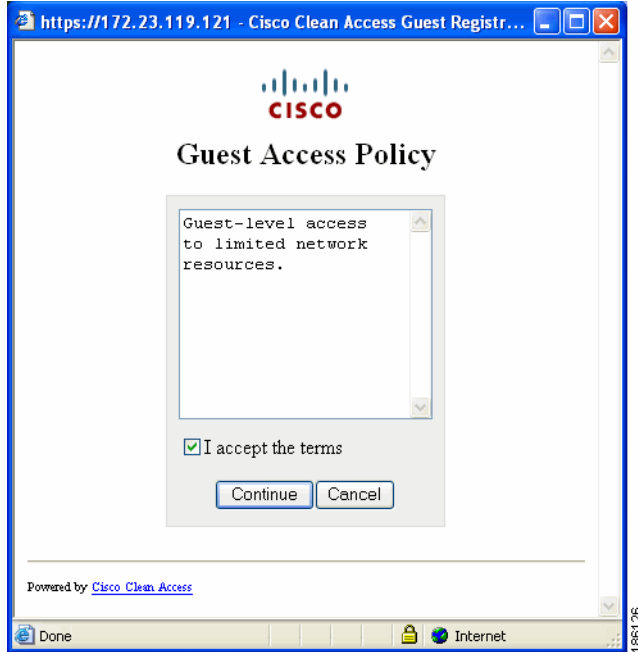 https://172.23.119.121 - Cisco Clean Access Guest Registr...
CISCO
Guest Access Policy
Guest-level access
to limited network
resources.
I accept the terms
Continue Cancel
Powered by Cisco Clean Access
Done Internet
186126